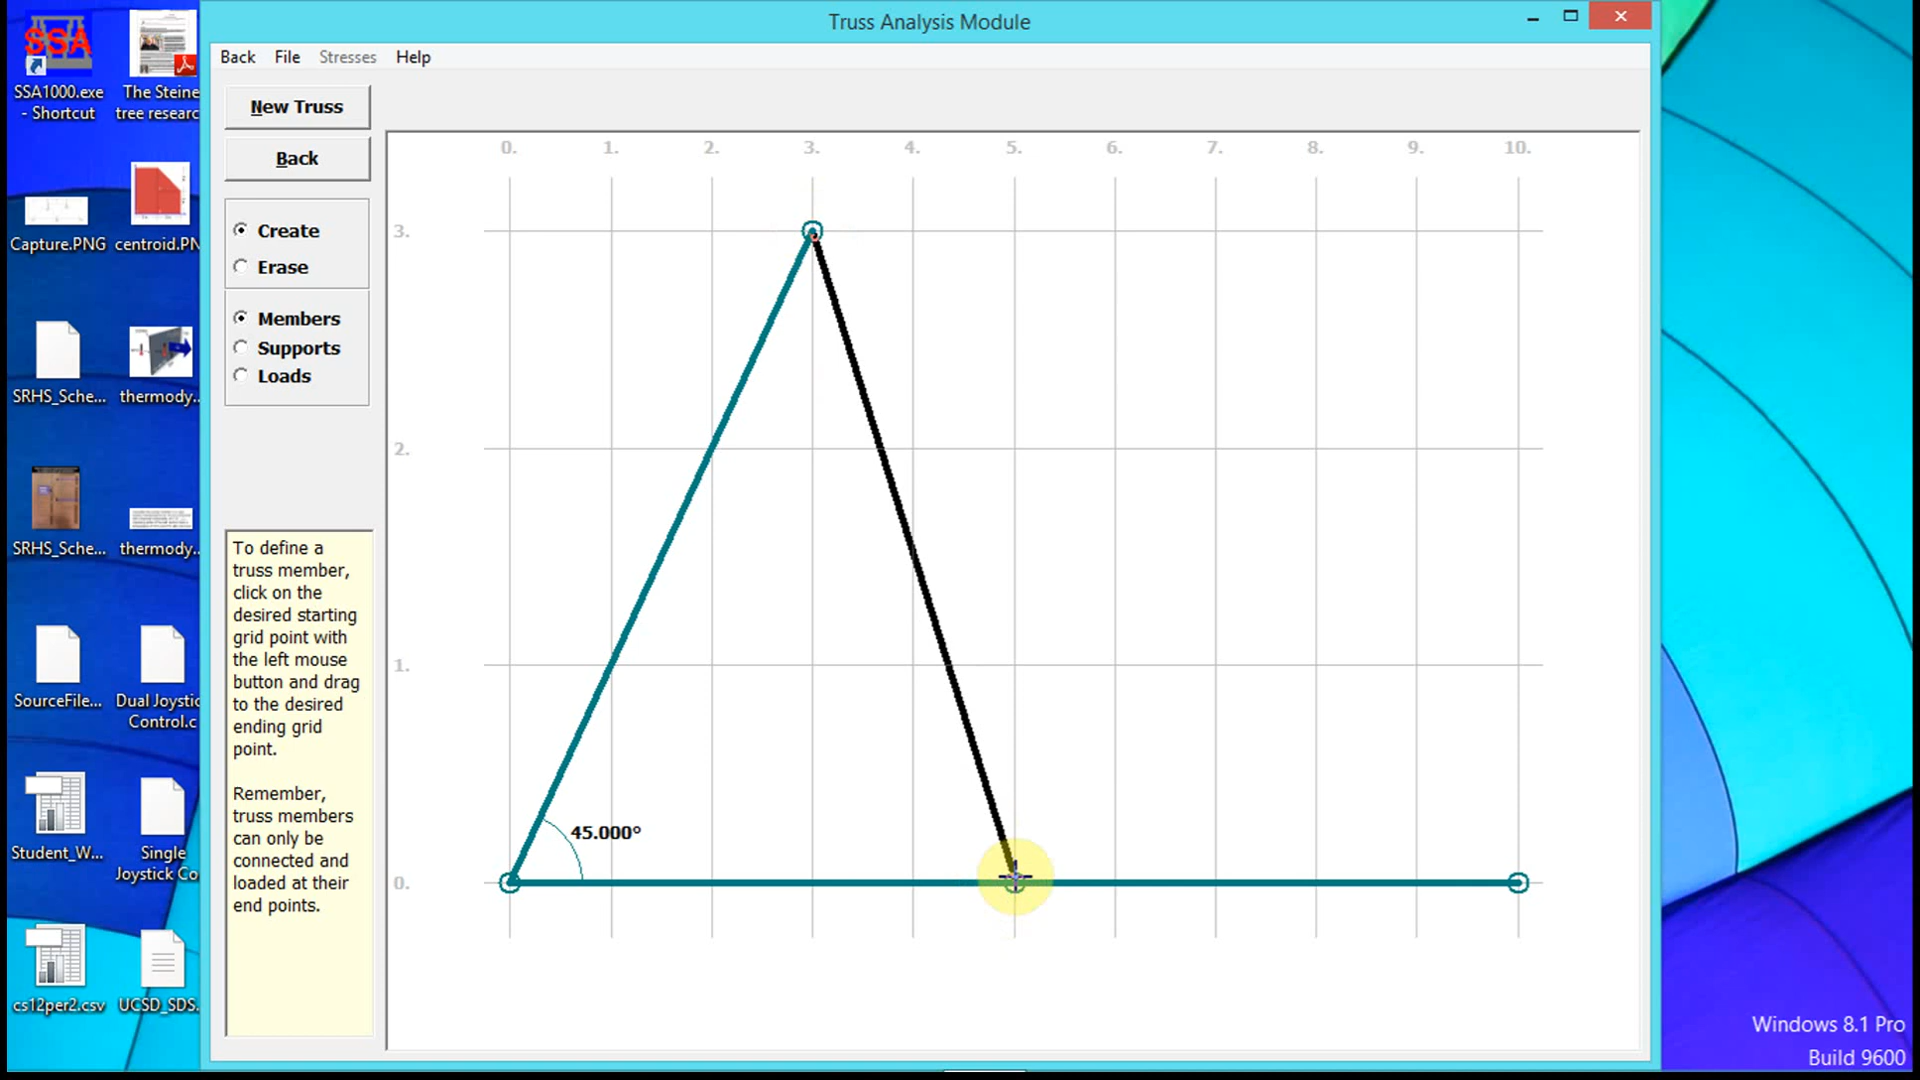 Truss Analysis Module
Back File Stresses Help
New Truss
Back
Create
Erase
Members
Supports
Loads
To define a
truss member,
click on the
desired starting
grid point with
the left mouse
button and drag
to the desired
ending grid
point.
Remember,
truss members
can only be
connected and
loaded at their
end points.
0. 1. 2. 3. 4. 5. 6. 7. 8. 9. 10.
3.
2.
1.
0.
45.000°
SSA
SSA1000.exe
- Shortcut
The Steine
tree researc
Capture.PNG
centroid.PN
SRHS_Sche...
thermody..
SRHS_Sche...
thermody..
SourceFile...
Dual Joystic
Control.c
Student_W...
Single
Joystick Co
cs12per2.csv
UCSD_SDS.
Windows 8.1 Pro
Build 9600